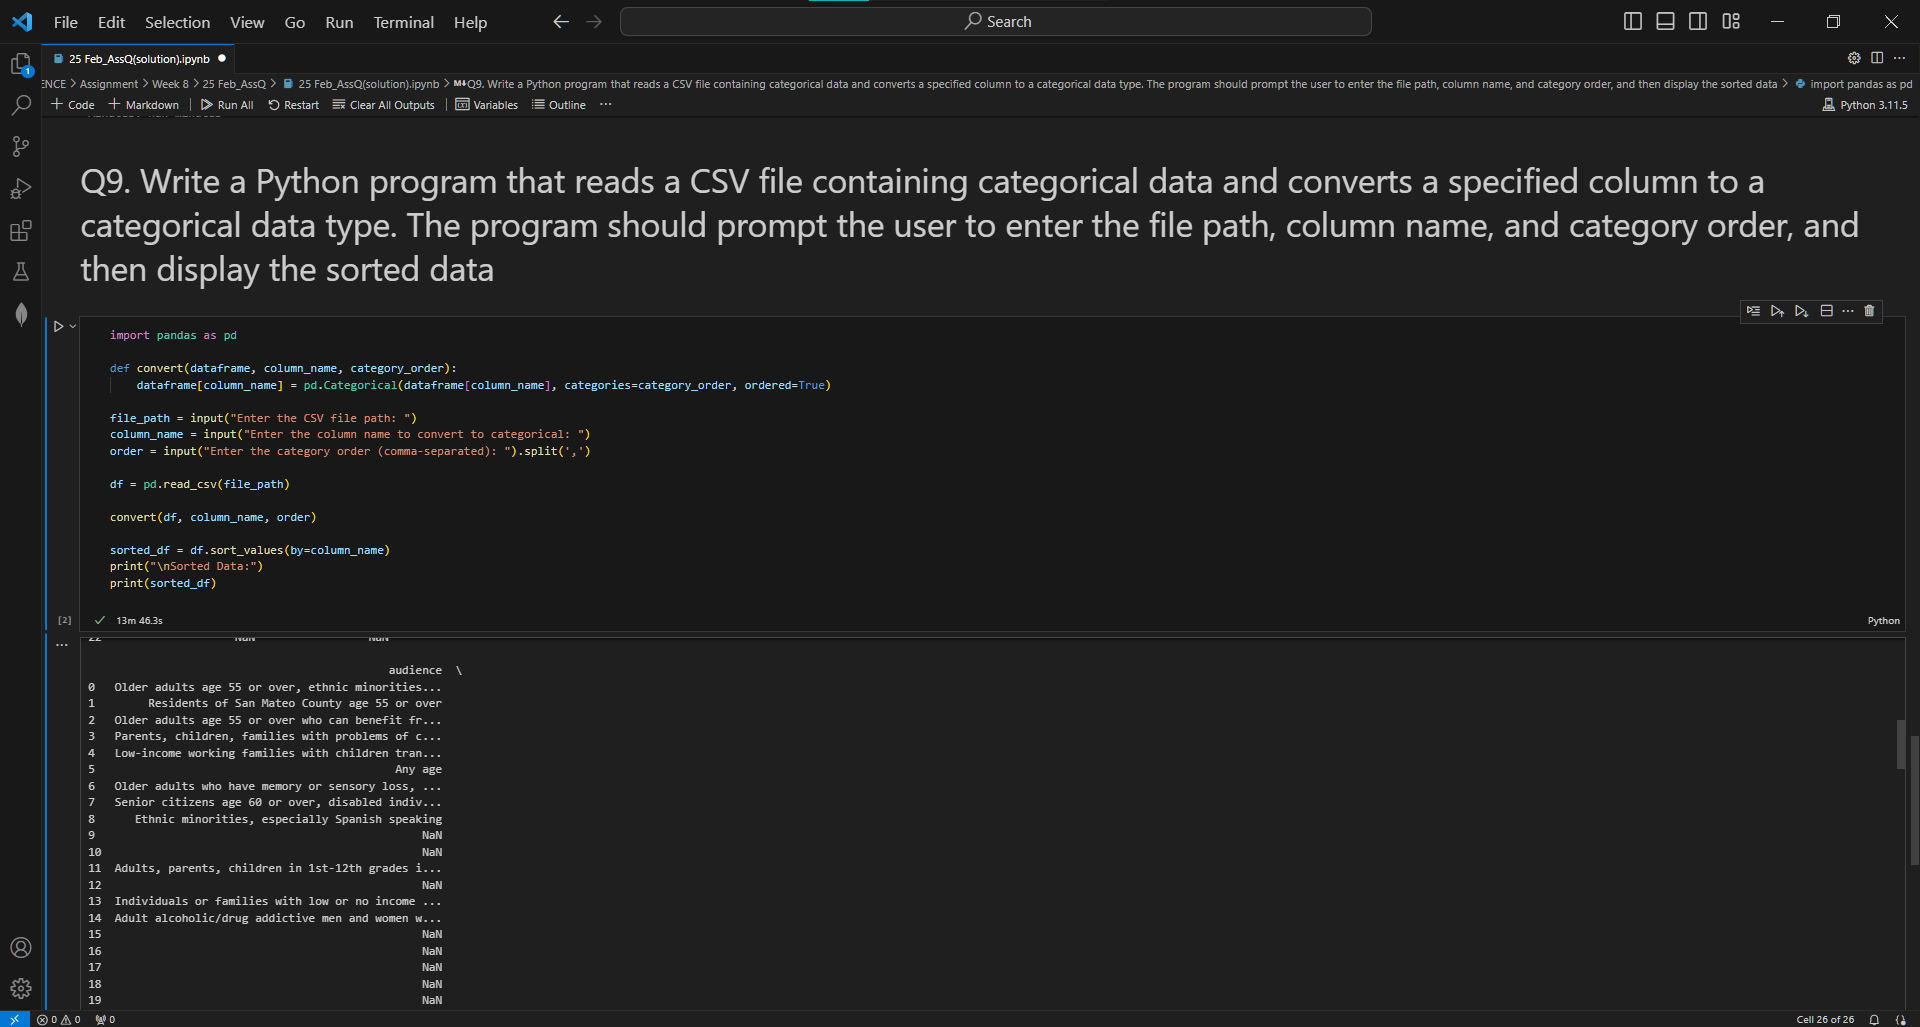 File Edit Selection View Go Run Terminal Help
Search
25 Feb_AssQ(solution).ipynb
ENCE > Assignment > Week 8 > 25 Feb_AssQ > 25 Feb_AssQ(solution).ipynb > M↓Q9. Write a Python program that reads a CSV file containing categorical data and converts a specified column to a categorical data type. The program should prompt the user to enter the file path, column name, and category order, and then display the sorted data > import pandas as pd
+ Code + Markdown | Run All Restart Clear All Outputs | Variables Outline ...
Python 3.11.5
Q9. Write a Python program that reads a CSV file containing categorical data and converts a specified column to a
categorical data type. The program should prompt the user to enter the file path, column name, and category order, and
then display the sorted data
import pandas as pd
def convert(dataframe, column_name, category_order):
    dataframe[column_name] = pd.Categorical(dataframe[column_name], categories=category_order, ordered=True)
file_path = input("Enter the CSV file path: ")
column_name = input("Enter the column name to convert to categorical: ")
order = input("Enter the category order (comma-separated): ").split(',')
df = pd.read_csv(file_path)
convert(df, column_name, order)
sorted_df = df.sort_values(by=column_name)
print("\nSorted Data:")
print(sorted_df)
[2] 13m 46.3s
Python
22 NaN NaN
audience \
0 Older adults age 55 or over, ethnic minorities...
1 Residents of San Mateo County age 55 or over
2 Older adults age 55 or over who can benefit fr...
3 Parents, children, families with problems of c...
4 Low-income working families with children tran...
5 Any age
6 Older adults who have memory or sensory loss, ...
7 Senior citizens age 60 or over, disabled indiv...
8 Ethnic minorities, especially Spanish speaking
9 NaN
10 NaN
11 Adults, parents, children in 1st-12th grades i...
12 NaN
13 Individuals or families with low or no income ...
14 Adult alcoholic/drug addictive men and women w...
15 NaN
16 NaN
17 NaN
18 NaN
19 NaN
1
0 0 0
Cell 26 of 26